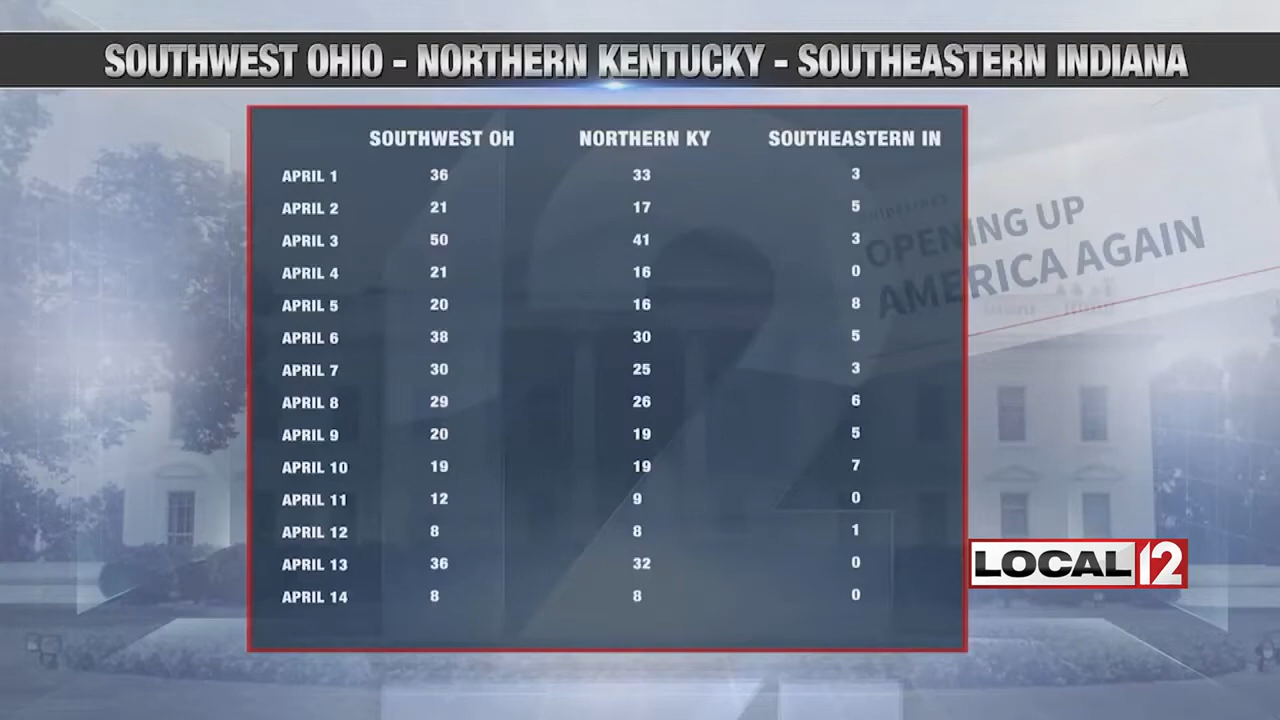 SOUTHWEST OHIO - NORTHERN KENTUCKY - SOUTHEASTERN INDIANA
SOUTHWEST OH NORTHERN KY SOUTHEASTERN IN
APRIL 1 36 33 3
APRIL 2 21 17 5
APRIL 3 50 41 3
APRIL 4 21 16 0
APRIL 5 20 16 8
APRIL 6 38 30 5
APRIL 7 30 25 3
APRIL 8 29 26 6
APRIL 9 20 19 5
APRIL 10 19 19 7
APRIL 11 12 9 0
APRIL 12 8 8 1
APRIL 13 36 32 0
APRIL 14 8 8 0
OPENING UP
AMERICA AGAIN
LOCAL 12